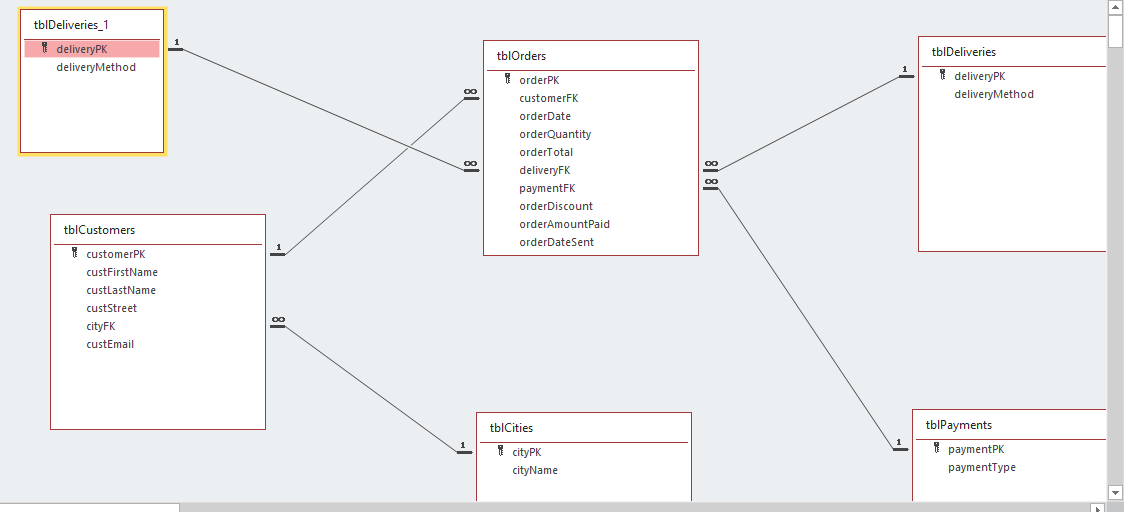 tblDeliveries_1
deliveryPK
deliveryMethod
1
tblCustomers
customerPK
custFirstName
custLastName
custStreet
cityFK
custEmail
1
∞
tblOrders
orderPK
customerFK
orderDate
orderQuantity
orderTotal
deliveryFK
paymentFK
orderDiscount
orderAmountPaid
orderDateSent
∞
∞
∞
∞
tblCities
cityPK
cityName
1
tblDeliveries
deliveryPK
deliveryMethod
1
tblPayments
paymentPK
paymentType
1